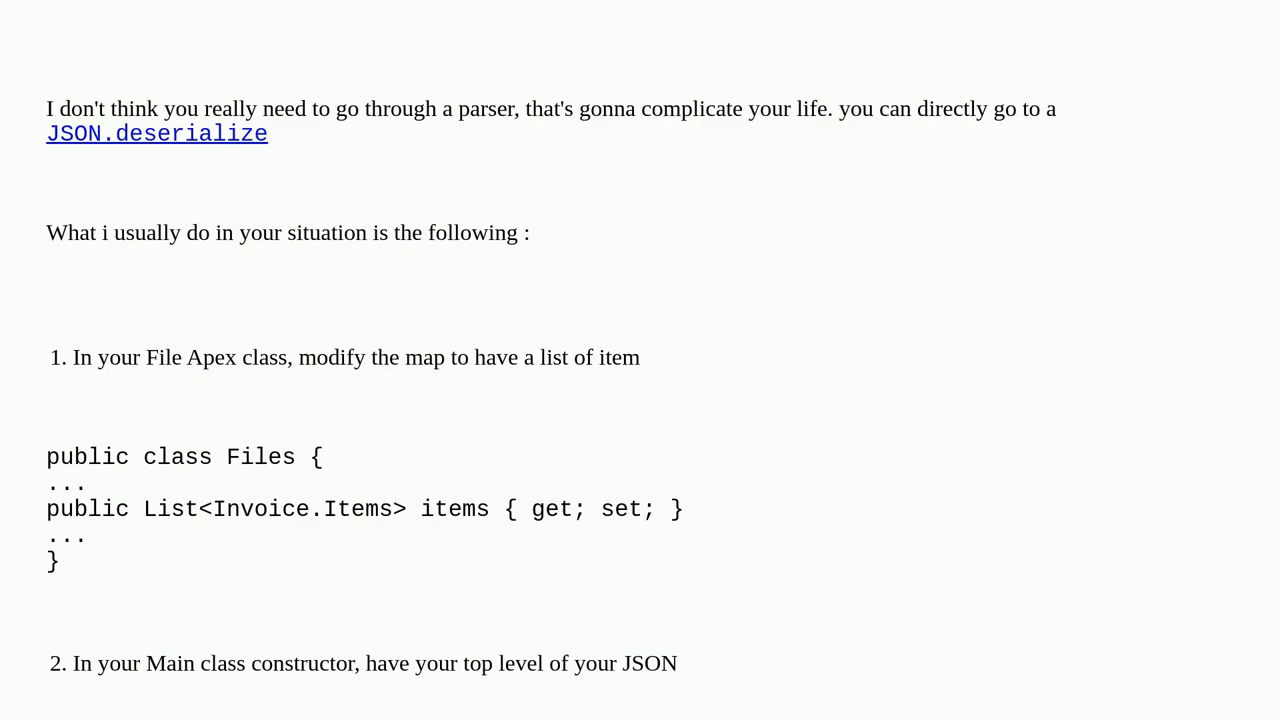 I don't think you really need to go through a parser, that's gonna complicate your life. you can directly go to a
JSON.deserialize
What i usually do in your situation is the following :
1. In your File Apex class, modify the map to have a list of item
public class Files {
...
public List<Invoice.Items> items { get; set; }
...
}
2. In your Main class constructor, have your top level of your JSON